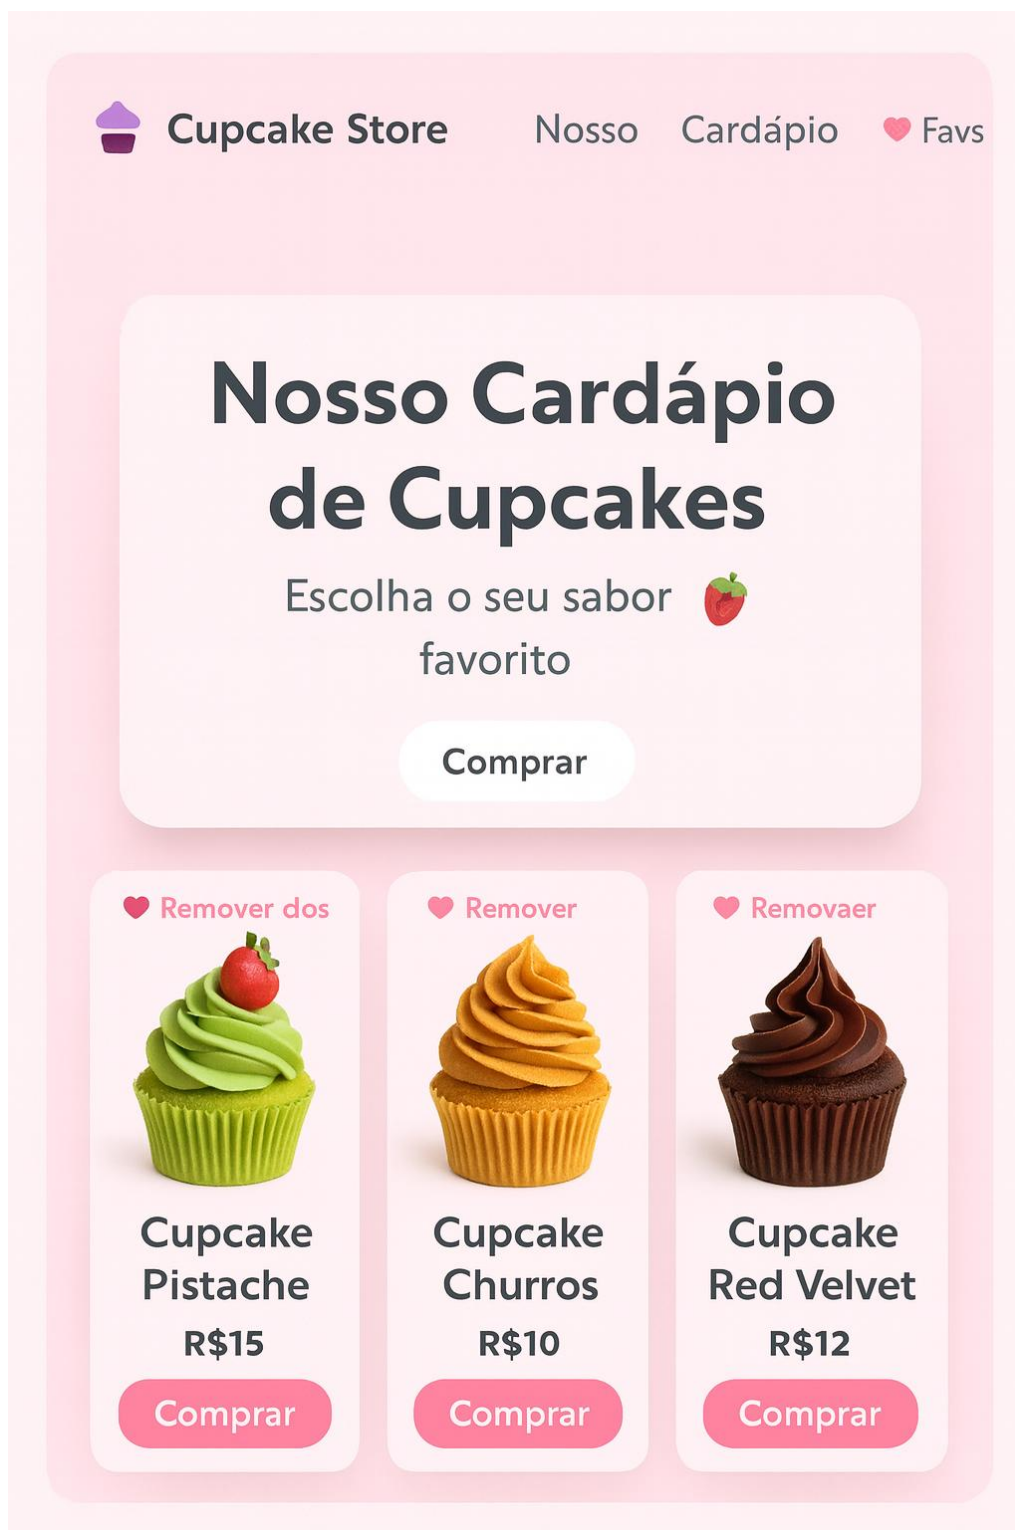 Cupcake Store Nosso Cardápio Favs
Nosso Cardápio
de Cupcakes
Escolha o seu sabor
favorito
Comprar
Remover dos
Remover
Removaer
Cupcake
Pistache
R$15
Comprar
Cupcake
Churros
R$10
Comprar
Cupcake
Red Velvet
R$12
Comprar